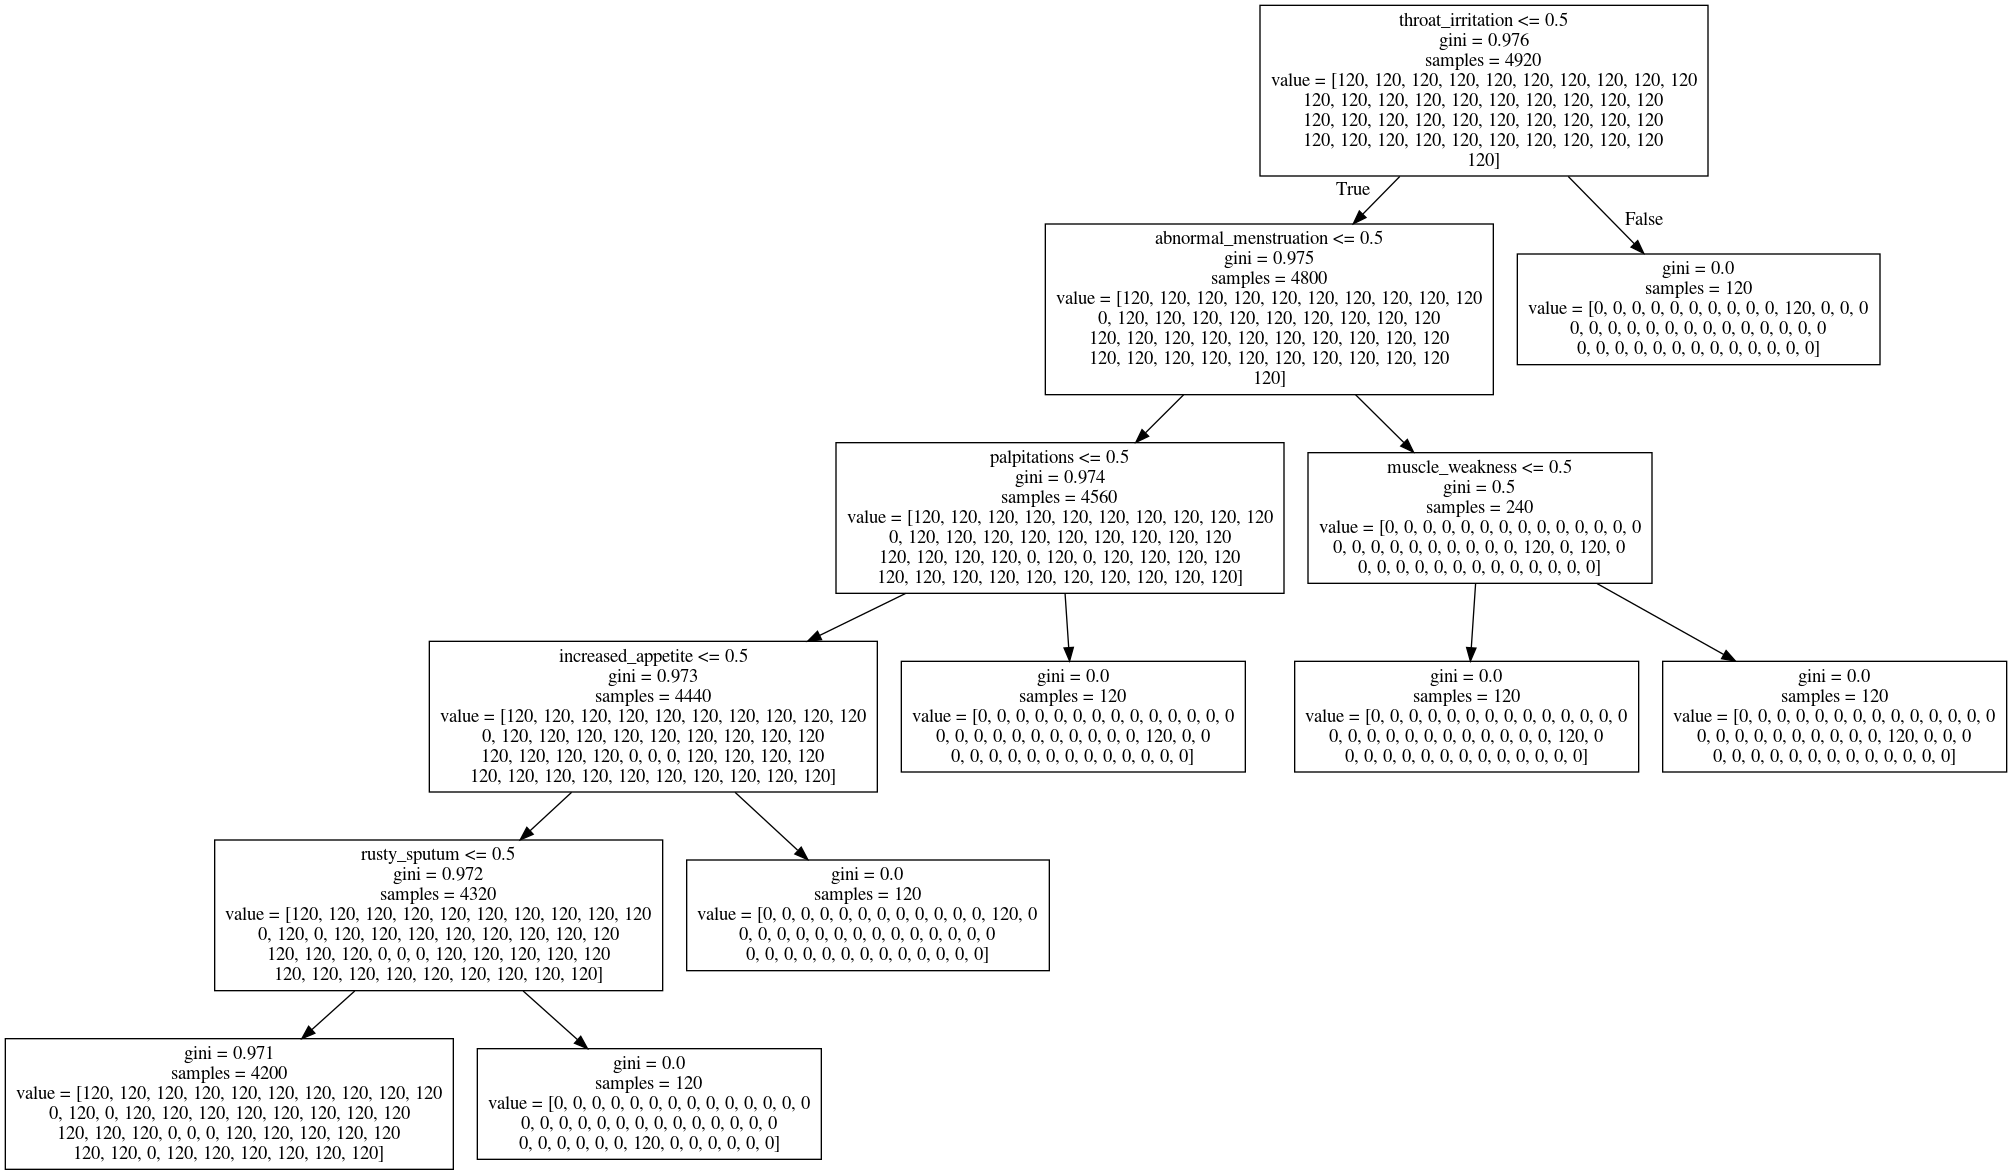 throat_irritation <= 0.5
gini = 0.976
samples = 4920
value = [120, 120, 120, 120, 120, 120, 120, 120, 120, 120
120, 120, 120, 120, 120, 120, 120, 120, 120, 120
120, 120, 120, 120, 120, 120, 120, 120, 120, 120
120, 120, 120, 120, 120, 120, 120, 120, 120, 120
120]
True
False
abnormal_menstruation <= 0.5
gini = 0.975
samples = 4800
value = [120, 120, 120, 120, 120, 120, 120, 120, 120, 120
0, 120, 120, 120, 120, 120, 120, 120, 120, 120
120, 120, 120, 120, 120, 120, 120, 120, 120, 120
120, 120, 120, 120, 120, 120, 120, 120, 120, 120
120]
gini = 0.0
samples = 120
value = [0, 0, 0, 0, 0, 0, 0, 0, 0, 0, 120, 0, 0, 0
0, 0, 0, 0, 0, 0, 0, 0, 0, 0, 0, 0, 0, 0
0, 0, 0, 0, 0, 0, 0, 0, 0, 0, 0, 0, 0]
palpitations <= 0.5
gini = 0.974
samples = 4560
value = [120, 120, 120, 120, 120, 120, 120, 120, 120, 120
0, 120, 120, 120, 120, 120, 120, 120, 120, 120
120, 120, 120, 120, 0, 120, 0, 120, 120, 120, 120
120, 120, 120, 120, 120, 120, 120, 120, 120, 120]
muscle_weakness <= 0.5
gini = 0.5
samples = 240
value = [0, 0, 0, 0, 0, 0, 0, 0, 0, 0, 0, 0, 0, 0
0, 0, 0, 0, 0, 0, 0, 0, 0, 0, 120, 0, 120, 0
0, 0, 0, 0, 0, 0, 0, 0, 0, 0, 0, 0, 0]
increased_appetite <= 0.5
gini = 0.973
samples = 4440
value = [120, 120, 120, 120, 120, 120, 120, 120, 120, 120
0, 120, 120, 120, 120, 120, 120, 120, 120, 120
120, 120, 120, 120, 0, 0, 0, 120, 120, 120, 120
120, 120, 120, 120, 120, 120, 120, 120, 120, 120]
gini = 0.0
samples = 120
value = [0, 0, 0, 0, 0, 0, 0, 0, 0, 0, 0, 0, 0, 0
0, 0, 0, 0, 0, 0, 0, 0, 0, 0, 0, 120, 0, 0
0, 0, 0, 0, 0, 0, 0, 0, 0, 0, 0, 0, 0]
gini = 0.0
samples = 120
value = [0, 0, 0, 0, 0, 0, 0, 0, 0, 0, 0, 0, 0, 0
0, 0, 0, 0, 0, 0, 0, 0, 0, 0, 0, 0, 120, 0
0, 0, 0, 0, 0, 0, 0, 0, 0, 0, 0, 0, 0]
gini = 0.0
samples = 120
value = [0, 0, 0, 0, 0, 0, 0, 0, 0, 0, 0, 0, 0, 0
0, 0, 0, 0, 0, 0, 0, 0, 0, 0, 120, 0, 0, 0
0, 0, 0, 0, 0, 0, 0, 0, 0, 0, 0, 0, 0]
rusty_sputum <= 0.5
gini = 0.972
samples = 4320
value = [120, 120, 120, 120, 120, 120, 120, 120, 120, 120
0, 120, 0, 120, 120, 120, 120, 120, 120, 120, 120
120, 120, 120, 0, 0, 0, 120, 120, 120, 120, 120
120, 120, 120, 120, 120, 120, 120, 120, 120]
gini = 0.0
samples = 120
value = [0, 0, 0, 0, 0, 0, 0, 0, 0, 0, 0, 0, 120, 0
0, 0, 0, 0, 0, 0, 0, 0, 0, 0, 0, 0, 0, 0
0, 0, 0, 0, 0, 0, 0, 0, 0, 0, 0, 0, 0]
gini = 0.971
samples = 4200
value = [120, 120, 120, 120, 120, 120, 120, 120, 120, 120
0, 120, 0, 120, 120, 120, 120, 120, 120, 120, 120
120, 120, 120, 0, 0, 0, 120, 120, 120, 120, 120
120, 120, 0, 120, 120, 120, 120, 120, 120]
gini = 0.0
samples = 120
value = [0, 0, 0, 0, 0, 0, 0, 0, 0, 0, 0, 0, 0, 0
0, 0, 0, 0, 0, 0, 0, 0, 0, 0, 0, 0, 0, 0
0, 0, 0, 0, 0, 0, 120, 0, 0, 0, 0, 0, 0]